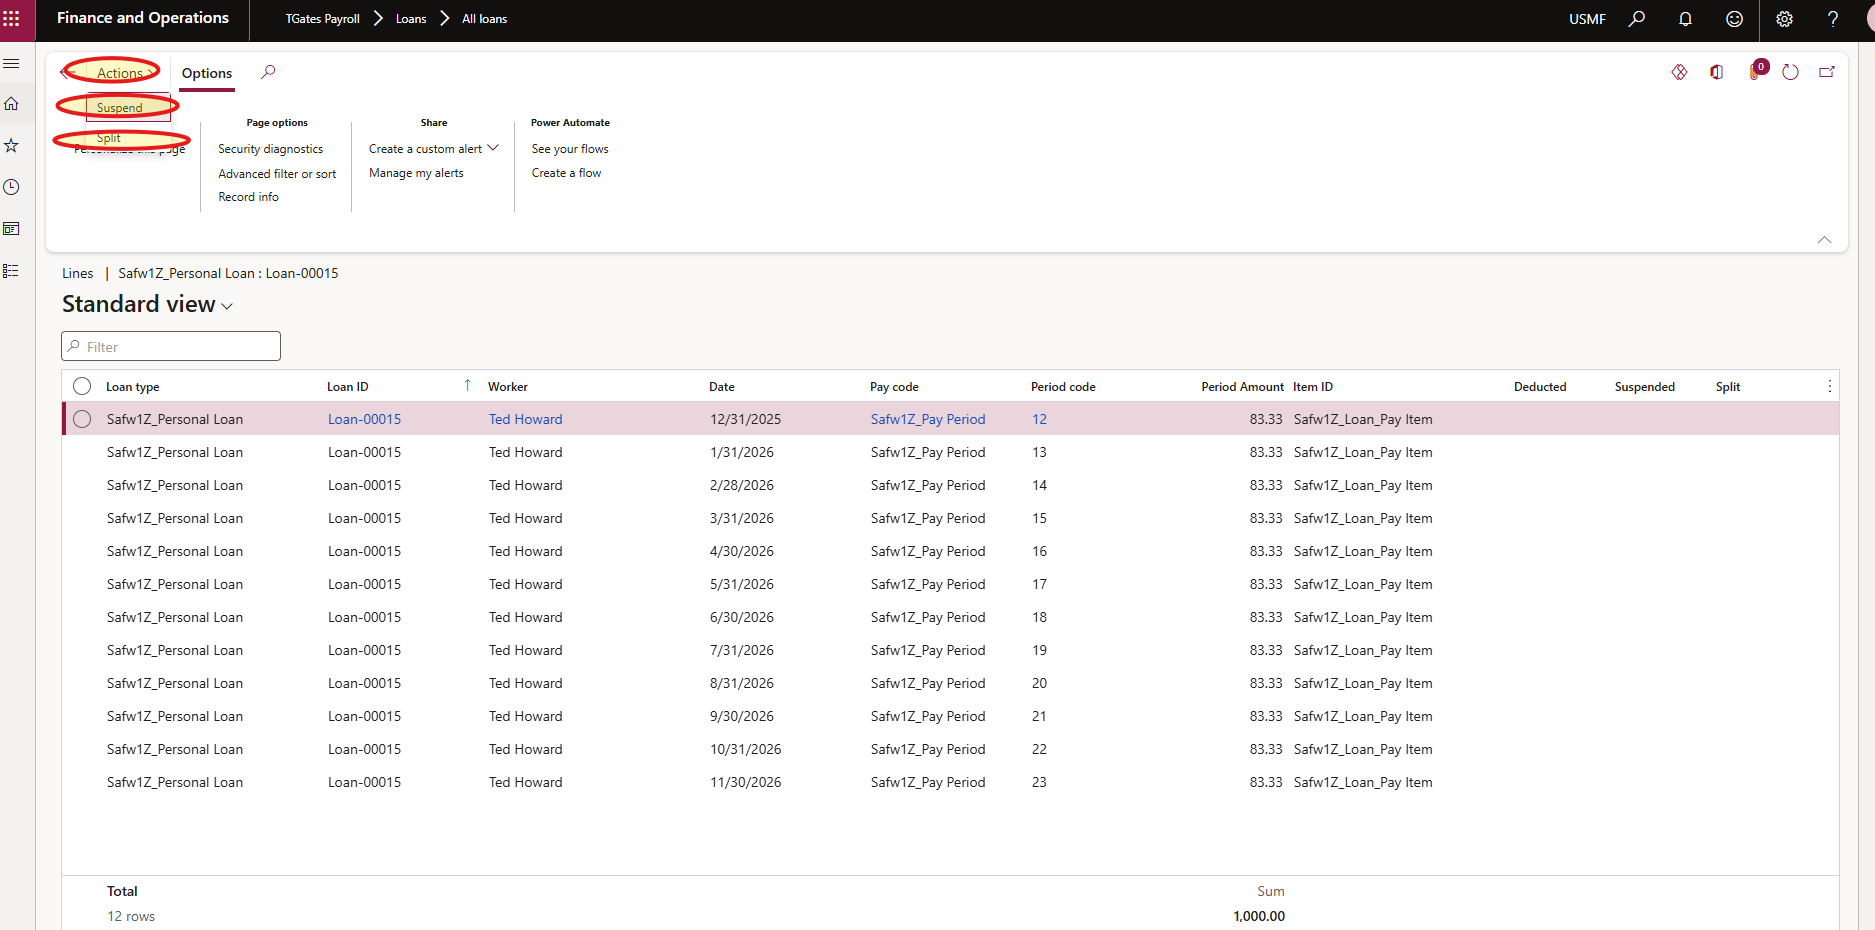 Finance and Operations TGates Payroll Loans All loans USMF ?
Actions Options 0
Suspend
Split
Personalize this page
Page options Share Power Automate
Security diagnostics Create a custom alert See your flows
Advanced filter or sort Manage my alerts Create a flow
Record info
Lines | Safw1Z_Personal Loan : Loan-00015
Standard view
Filter
Loan type Loan ID ↑ Worker Date Pay code Period code Period Amount Item ID Deducted Suspended Split
Safw1Z_Personal Loan Loan-00015 Ted Howard 12/31/2025 Safw1Z_Pay Period 12 83.33 Safw1Z_Loan_Pay Item
Safw1Z_Personal Loan Loan-00015 Ted Howard 1/31/2026 Safw1Z_Pay Period 13 83.33 Safw1Z_Loan_Pay Item
Safw1Z_Personal Loan Loan-00015 Ted Howard 2/28/2026 Safw1Z_Pay Period 14 83.33 Safw1Z_Loan_Pay Item
Safw1Z_Personal Loan Loan-00015 Ted Howard 3/31/2026 Safw1Z_Pay Period 15 83.33 Safw1Z_Loan_Pay Item
Safw1Z_Personal Loan Loan-00015 Ted Howard 4/30/2026 Safw1Z_Pay Period 16 83.33 Safw1Z_Loan_Pay Item
Safw1Z_Personal Loan Loan-00015 Ted Howard 5/31/2026 Safw1Z_Pay Period 17 83.33 Safw1Z_Loan_Pay Item
Safw1Z_Personal Loan Loan-00015 Ted Howard 6/30/2026 Safw1Z_Pay Period 18 83.33 Safw1Z_Loan_Pay Item
Safw1Z_Personal Loan Loan-00015 Ted Howard 7/31/2026 Safw1Z_Pay Period 19 83.33 Safw1Z_Loan_Pay Item
Safw1Z_Personal Loan Loan-00015 Ted Howard 8/31/2026 Safw1Z_Pay Period 20 83.33 Safw1Z_Loan_Pay Item
Safw1Z_Personal Loan Loan-00015 Ted Howard 9/30/2026 Safw1Z_Pay Period 21 83.33 Safw1Z_Loan_Pay Item
Safw1Z_Personal Loan Loan-00015 Ted Howard 10/31/2026 Safw1Z_Pay Period 22 83.33 Safw1Z_Loan_Pay Item
Safw1Z_Personal Loan Loan-00015 Ted Howard 11/30/2026 Safw1Z_Pay Period 23 83.33 Safw1Z_Loan_Pay Item
Total Sum
12 rows 1,000.00